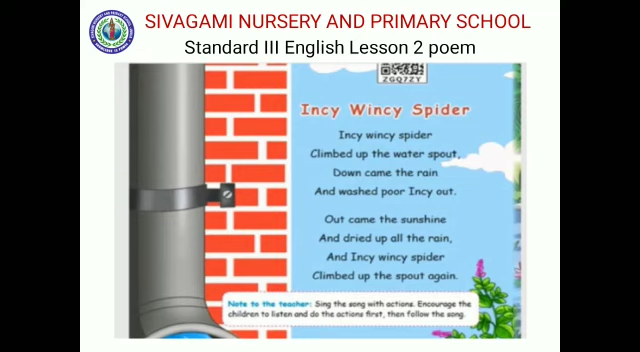 SIVAGAMI NURSERY AND PRIMARY SCHOOL
Standard III English Lesson 2 poem
ZGQ7ZY
Incy Wincy Spider
Incy wincy spider
Climbed up the water spout,
Down came the rain
And washed poor Incy out.
Out came the sunshine
And dried up all the rain,
And Incy wincy spider
Climbed up the spout again.
Note to the teacher: Sing the song with actions. Encourage the
children to listen and do the actions first, then follow the song.